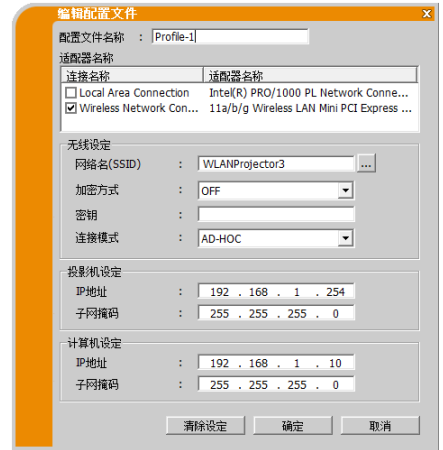 编辑配置文件 x
配置文件名称 : Profile-1
适配器名称
连接名称 适配器名称
Local Area Connection Intel(R) PRO/1000 PL Network Conne...
Wireless Network Con... 11a/b/g Wireless LAN Mini PCI Express ...
无线设定
网络名(SSID) : WLANProjector3 ...
加密方式 : OFF
密钥 :
连接模式 : AD-HOC
投影机设定
IP地址 : 192 . 168 . 1 . 254
子网掩码 : 255 . 255 . 255 . 0
计算机设定
IP地址 : 192 . 168 . 1 . 10
子网掩码 : 255 . 255 . 255 . 0
清除设定 确定 取消